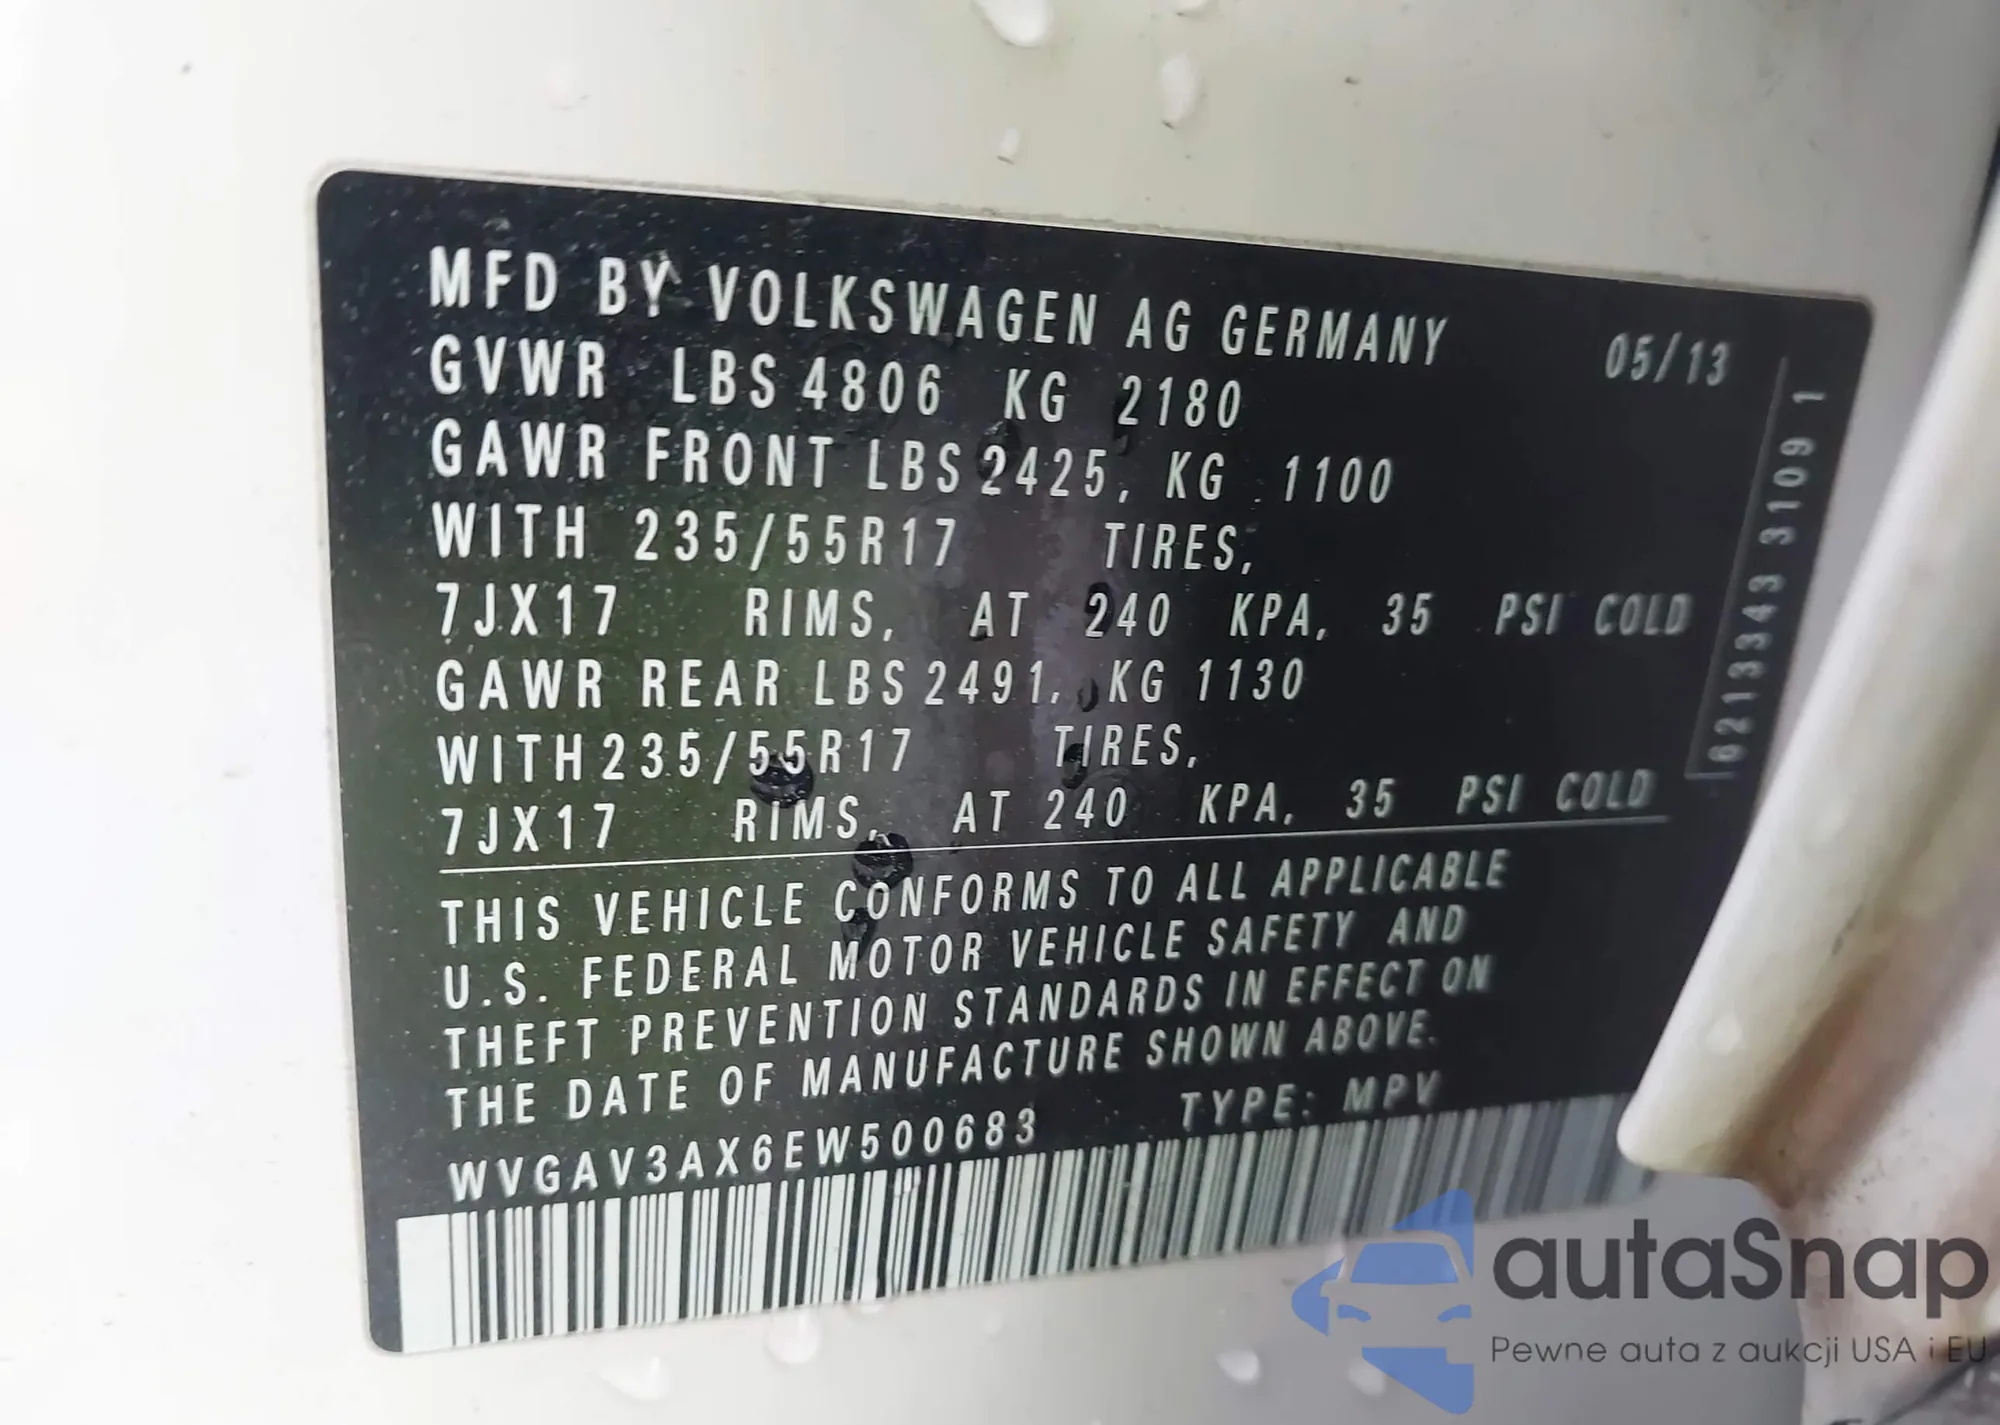 MFD BY VOLKSWAGEN AG GERMANY 05/13
GVWR LBS 4806 KG 2180
GAWR FRONT LBS 2425, KG 1100
WITH 235/55R17 TIRES,
7JX17 RIMS, AT 240 KPA, 35 PSI COLD
GAWR REAR LBS 2491, KG 1130
WITH 235/55R17 TIRES,
7JX17 RIMS, AT 240 KPA, 35 PSI COLD
THIS VEHICLE CONFORMS TO ALL APPLICABLE
U.S. FEDERAL MOTOR VEHICLE SAFETY AND
THEFT PREVENTION STANDARDS IN EFFECT ON
THE DATE OF MANUFACTURE SHOWN ABOVE.
WVGAV3AX6EW500683 TYPE: MPV
6213343 3109 1
autaSnap
Pewne auta z aukcji USA i EU